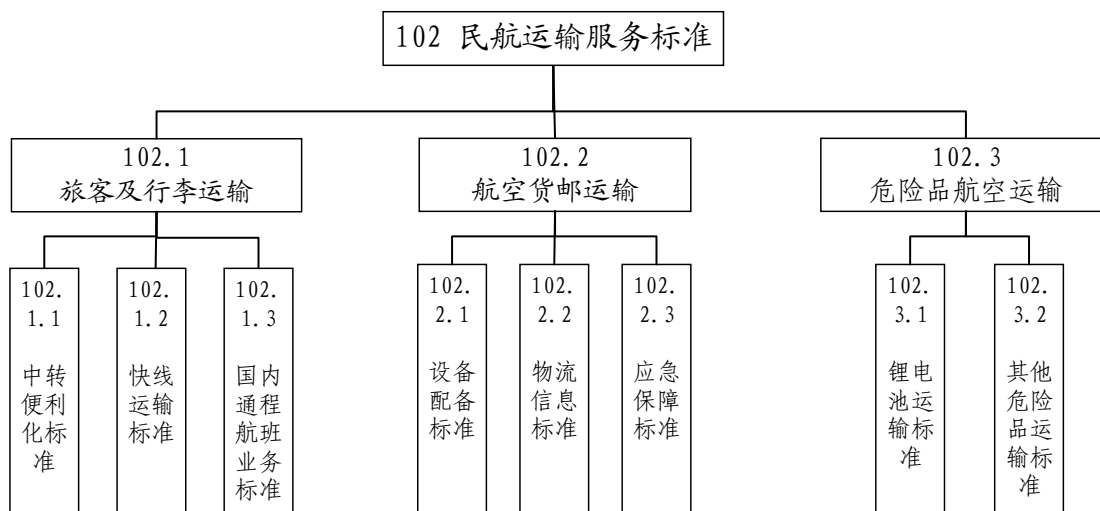 102 民航运输服务标准
102.1
旅客及行李运输
102.2
航空货邮运输
102.3
危险品航空运输
102.
1.1
中转
便利
化标
准
102.
1.2
快线
运输
标准
102.
1.3
国内
通程
航班
业务
标准
102.
2.1
设备
配备
标准
102.
2.2
物流
信息
标准
102.
2.3
应急
保障
标准
102.
3.1
锂电
池运
输标
准
102.
3.2
其他
危险
品运
输标
准